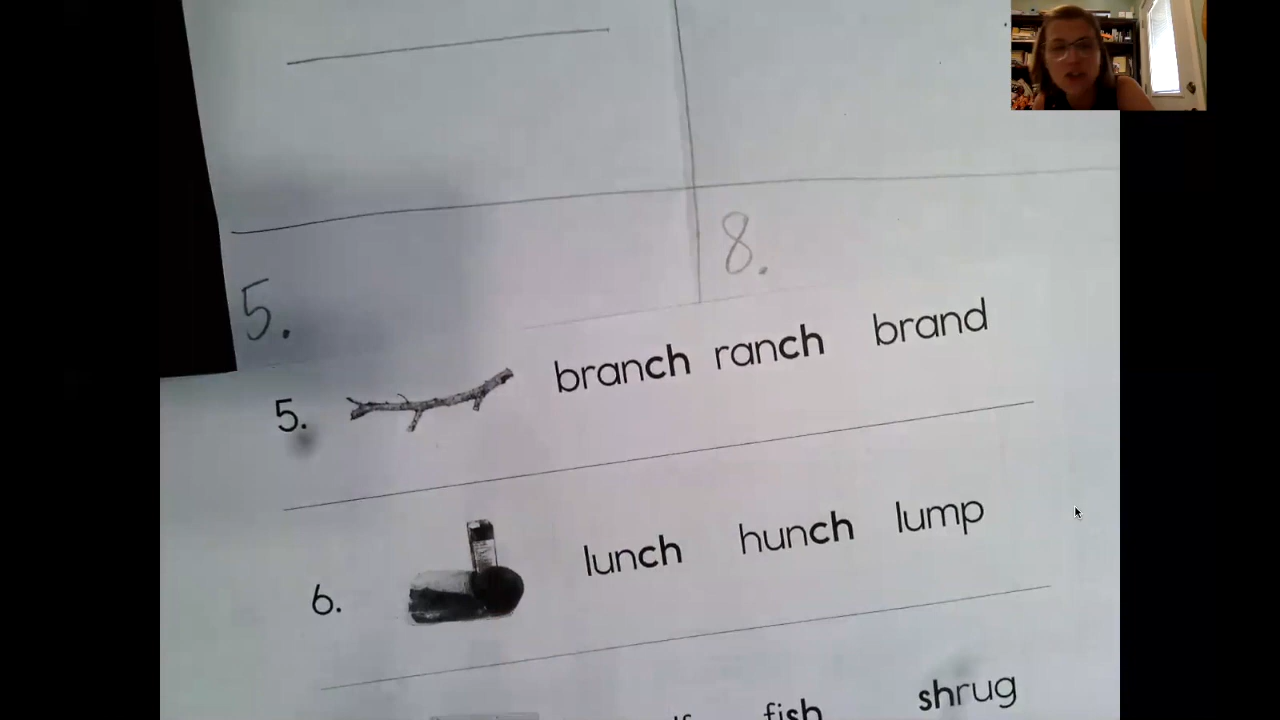 8.
5.
5. branch ranch brand
6. lunch hunch lump
fish shrug